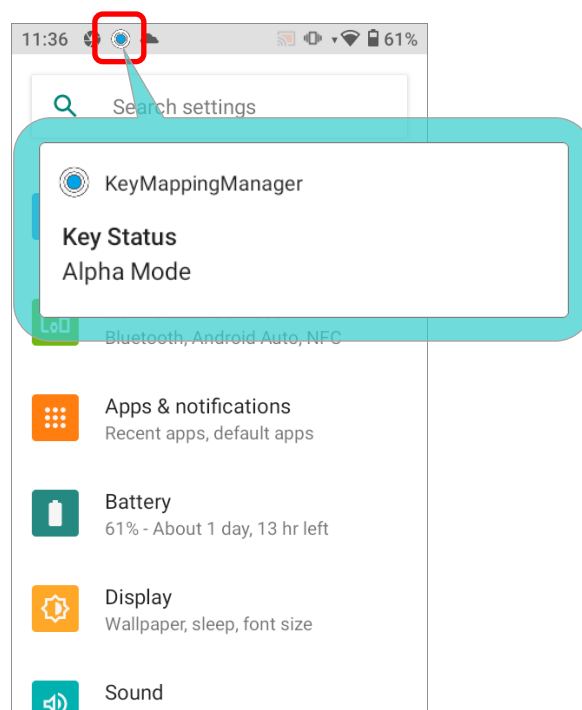 11:36
61%
Search settings
KeyMappingManager
Key Status
Alpha Mode
Bluetooth, Android Auto, NFC
Apps & notifications
Recent apps, default apps
Battery
61% - About 1 day, 13 hr left
Display
Wallpaper, sleep, font size
Sound